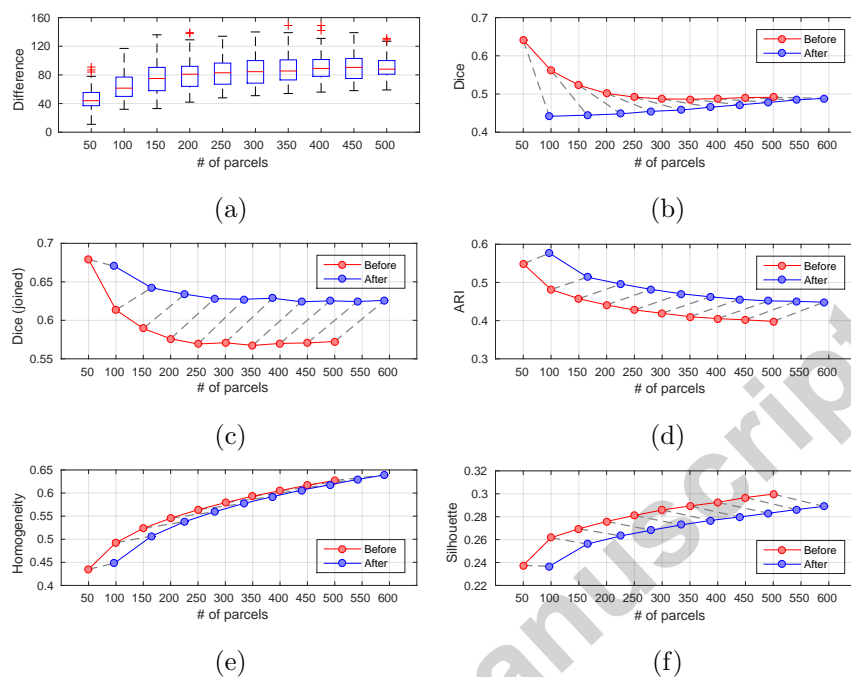 160
120
80
40
0
Difference
50 100 150 200 250 300 350 400 450 500
# of parcels
(a)
0.7
0.6
0.5
0.4
Dice
Before
After
50 100 150 200 250 300 350 400 450 500 550 600
# of parcels
(b)
0.7
0.65
0.6
0.55
Dice (joined)
Before
After
50 100 150 200 250 300 350 400 450 500 550 600
# of parcels
(c)
0.6
0.5
0.4
0.3
ARI
Before
After
50 100 150 200 250 300 350 400 450 500 550 600
# of parcels
(d)
0.65
0.6
0.55
0.5
0.45
0.4
Homogeneity
Before
After
50 100 150 200 250 300 350 400 450 500 550 600
# of parcels
(e)
0.32
0.3
0.28
0.26
0.24
0.22
Silhouette
Before
After
50 100 150 200 250 300 350 400 450 500 550 600
# of parcels
(f)
anuscript